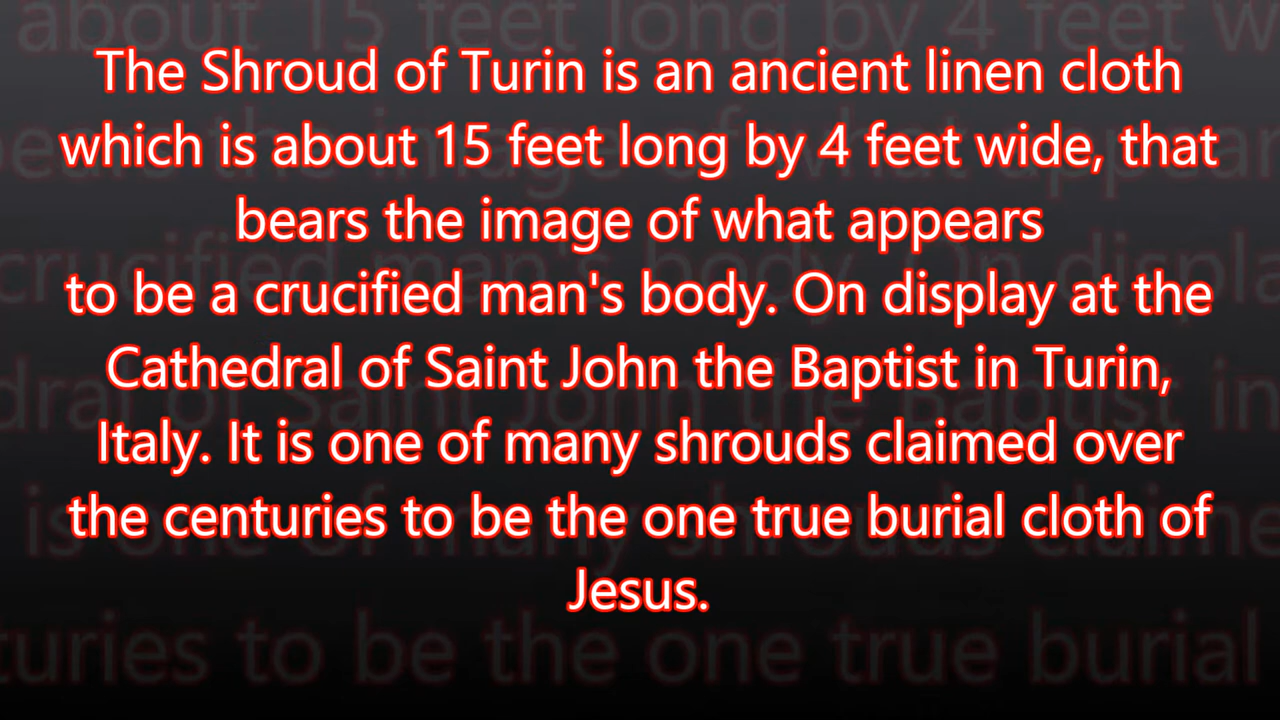 The Shroud of Turin is an ancient linen cloth
which is about 15 feet long by 4 feet wide, that
bears the image of what appears
to be a crucified man's body. On display at the
Cathedral of Saint John the Baptist in Turin,
Italy. It is one of many shrouds claimed over
the centuries to be the one true burial cloth of
Jesus.